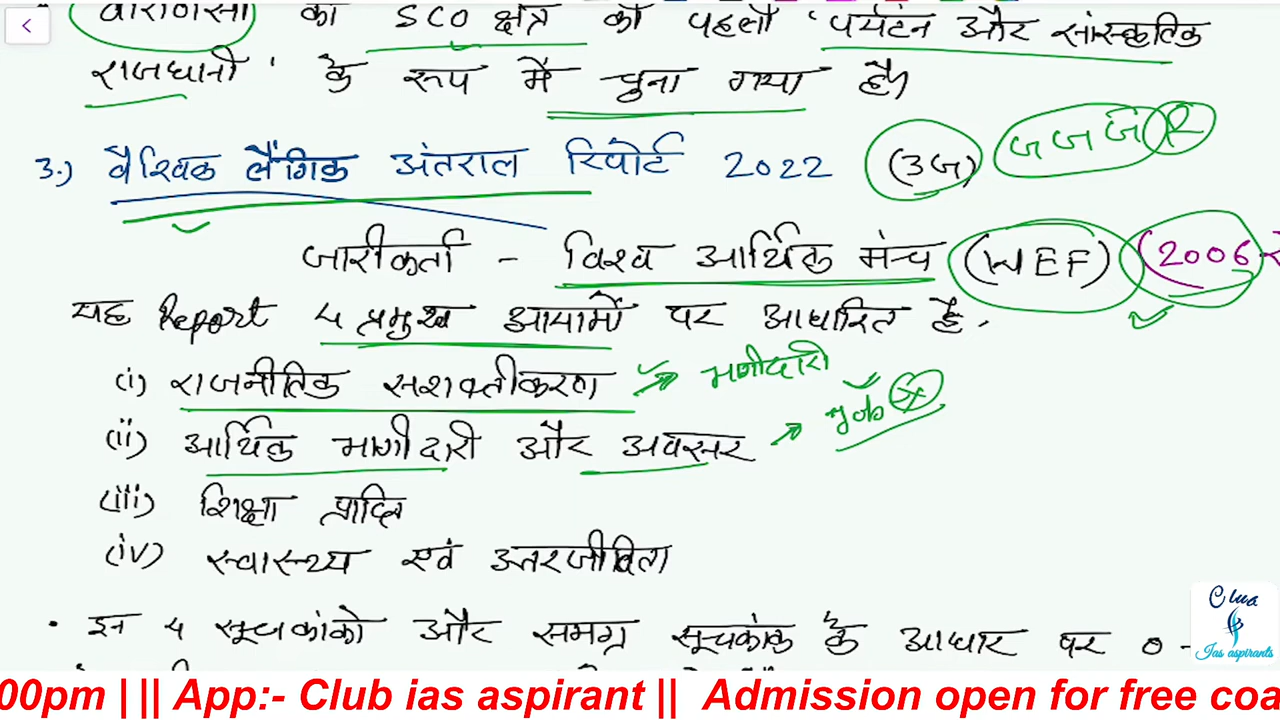 वाराणसी को SCO क्षेत्र की पहली 'पर्यटन और सांस्कृतिक
राजधानी' के रूप में चुना गया है।
3.) वैश्विक लैंगिक अंतराल रिपोर्ट 2022 (उज) ज ज ज
जारीकर्ता - विश्व आर्थिक मंच (WEF) (2006 से
यह Report 4 प्रमुख आयामों पर आधारित है.
(i) राजनीतिक सशक्तीकरण → भागीदारी
(ii) आर्थिक भागीदारी और अवसर → Job
(iii) शिक्षा प्राप्ति
(iv) स्वास्थ्य एवं उत्तरजीविता
• इन 4 सूचकांको और समग्र सूचकांक के आधार पर 0 -
00pm | || App:- Club ias aspirant || Admission open for free coa
Club
Ias aspirants